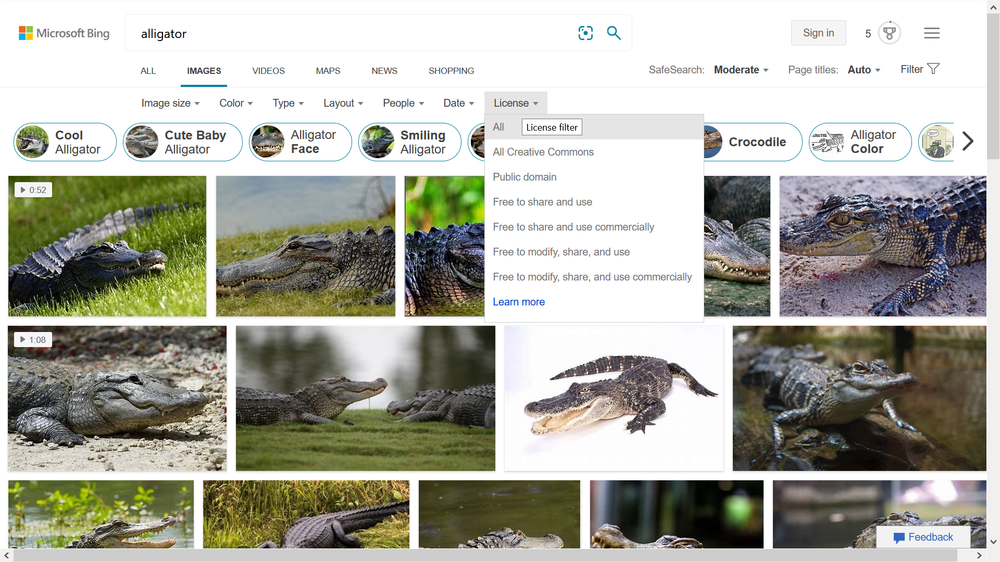 Microsoft Bing
alligator
Sign in
5
ALL
IMAGES
VIDEOS
MAPS
NEWS
SHOPPING
SafeSearch: Moderate
Page titles: Auto
Filter
Image size
Color
Type
Layout
People
Date
License
All
License filter
All Creative Commons
Public domain
Free to share and use
Free to share and use commercially
Free to modify, share, and use
Free to modify, share, and use commercially
Learn more
Cool
Alligator
Cute Baby
Alligator
Alligator
Face
Smiling
Alligator
Crocodile
ALLIGATOR
Alligator
Color
0:52
1:08
Feedback